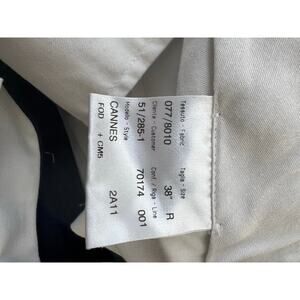 Tessuto - Fabric Taglia - Size
077/8010 38" R
Cliente - Customer Conf / Riga - Line
51/285-1 70174 001
Modello - Style
CANNES 2A11
FOD + CM5